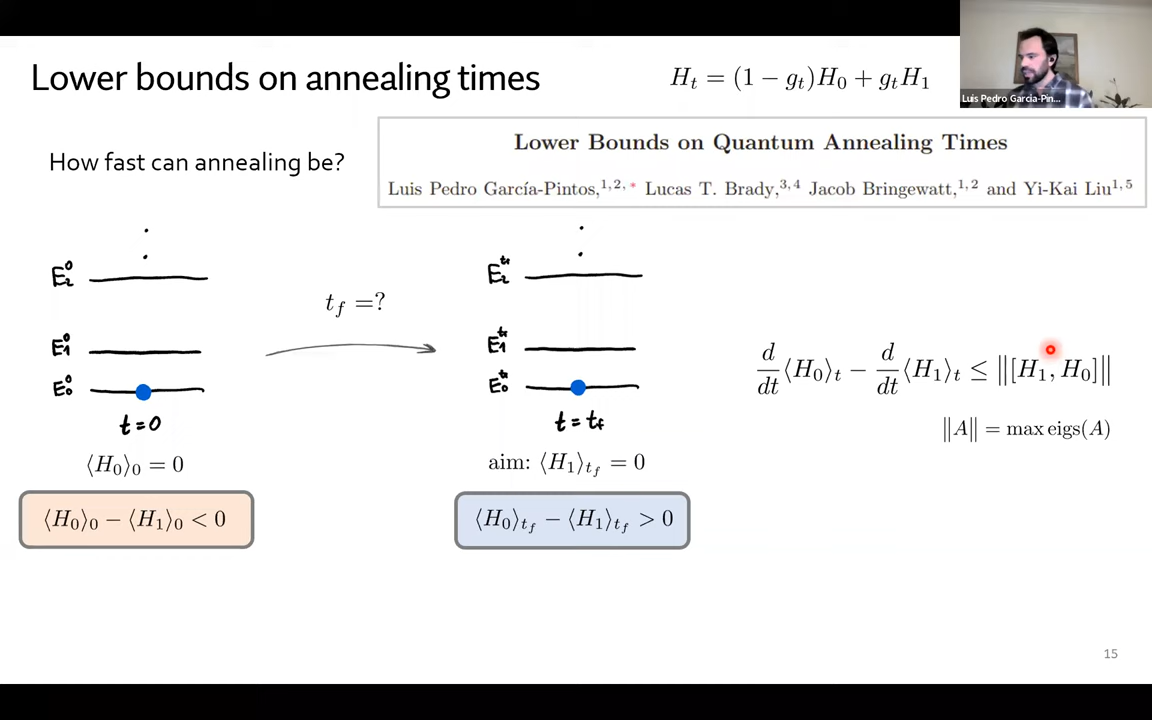 Lower bounds on annealing times
H_t = (1 − g_t)H_0 + g_tH_1
Luis Pedro Garcia-Pin...
How fast can annealing be?
Lower Bounds on Quantum Annealing Times
Luis Pedro García-Pintos,^{1,2,*} Lucas T. Brady,^{3,4} Jacob Bringewatt,^{1,2} and Yi-Kai Liu^{1,5}
E_2^0
E_1^0
E_0^0
t=0
t_f =?
E_2^{t_f}
E_1^{t_f}
E_0^{t_f}
t=t_f
d/dt ⟨H_0⟩_t − d/dt ⟨H_1⟩_t ≤ ‖[H_1, H_0]‖
‖A‖ = max eigs(A)
⟨H_0⟩_0 = 0
aim: ⟨H_1⟩_{t_f} = 0
⟨H_0⟩_0 − ⟨H_1⟩_0 < 0
⟨H_0⟩_{t_f} − ⟨H_1⟩_{t_f} > 0
15